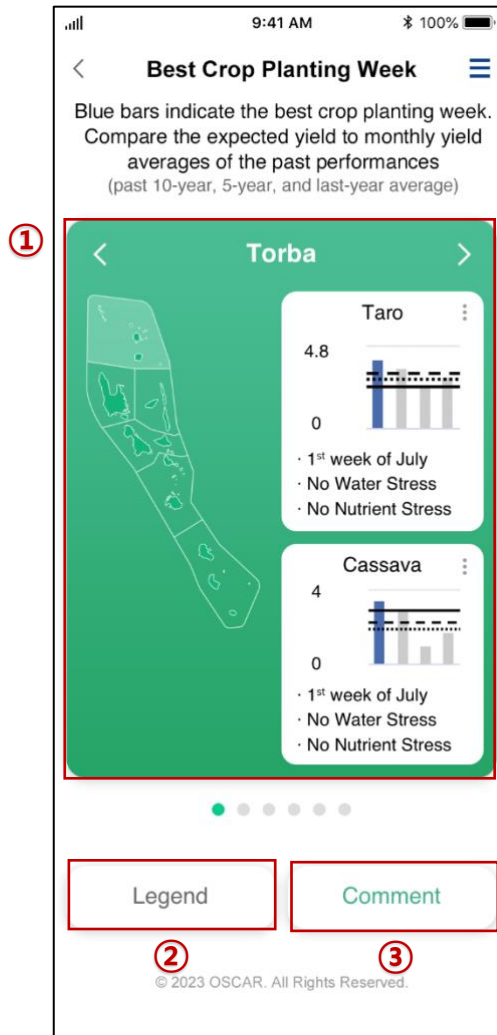 9:41 AM
100%
Best Crop Planting Week
Blue bars indicate the best crop planting week.
Compare the expected yield to monthly yield
averages of the past performances
(past 10-year, 5-year, and last-year average)
①
Torba
Taro
4.8
0
· 1st week of July
· No Water Stress
· No Nutrient Stress
Cassava
4
0
· 1st week of July
· No Water Stress
· No Nutrient Stress
Legend
Comment
②
③
© 2023 OSCAR. All Rights Reserved.